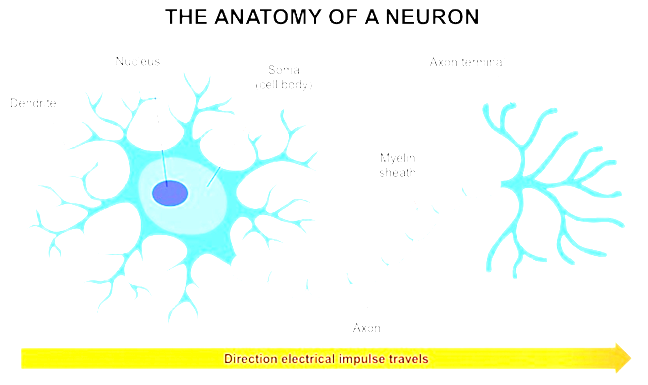 THE ANATOMY OF A NEURON
Nucleus
Soma
(cell body)
Axon terminal
Dendrite
Myelin
sheath
Axon
Direction electrical impulse travels